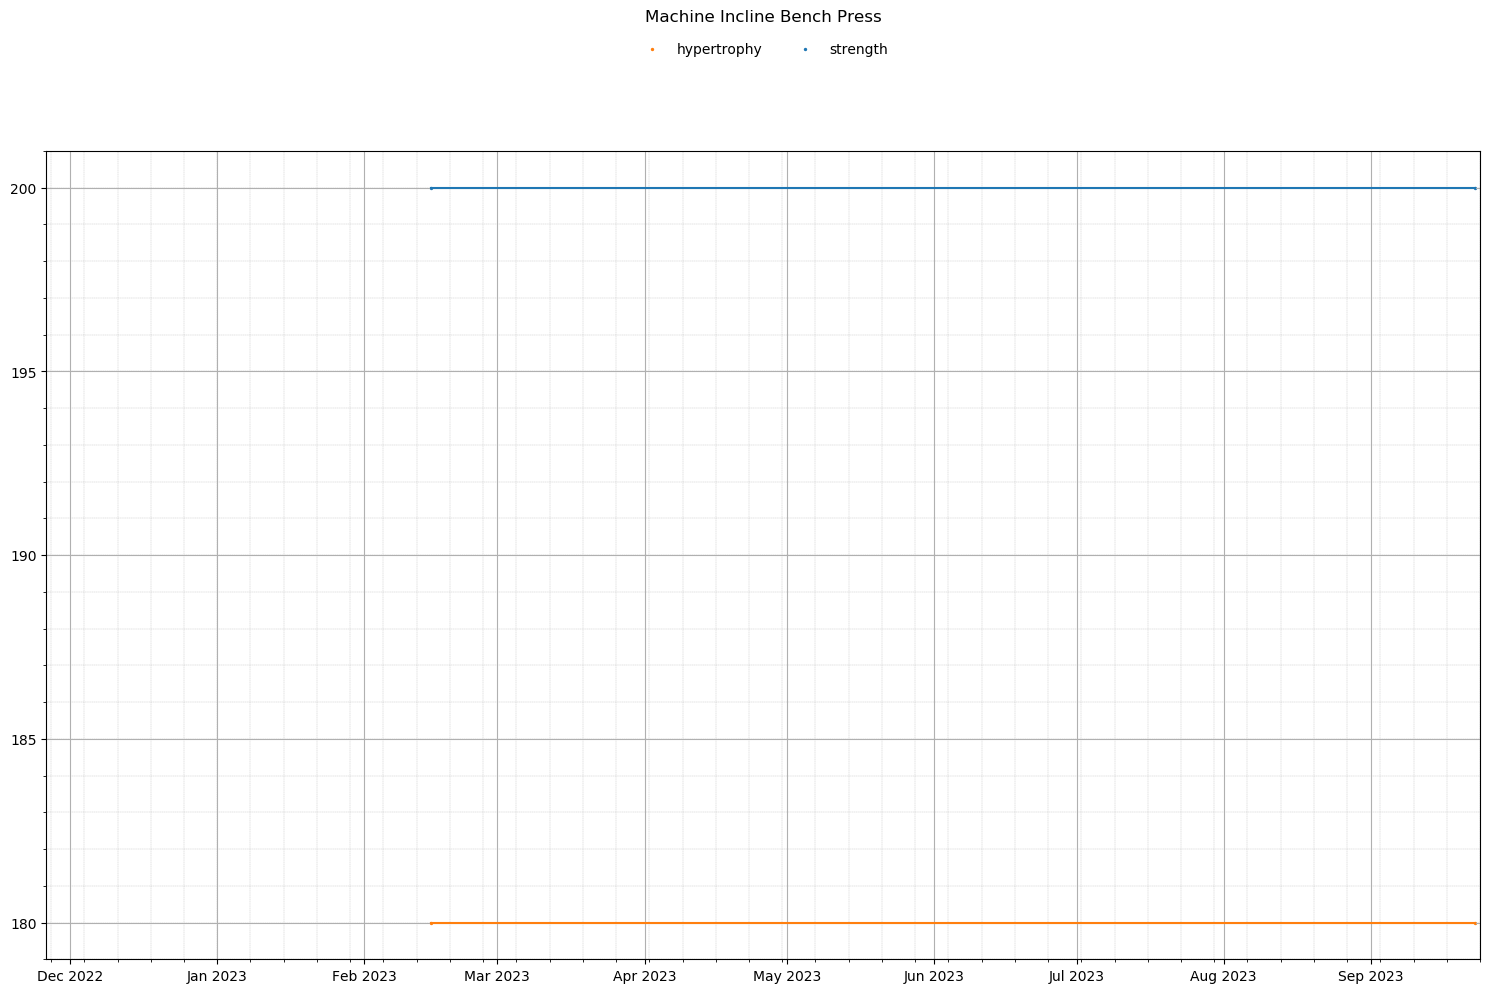 Machine Incline Bench Press
hypertrophy strength
200
195
190
185
180
Dec 2022 Jan 2023 Feb 2023 Mar 2023 Apr 2023 May 2023 Jun 2023 Jul 2023 Aug 2023 Sep 2023